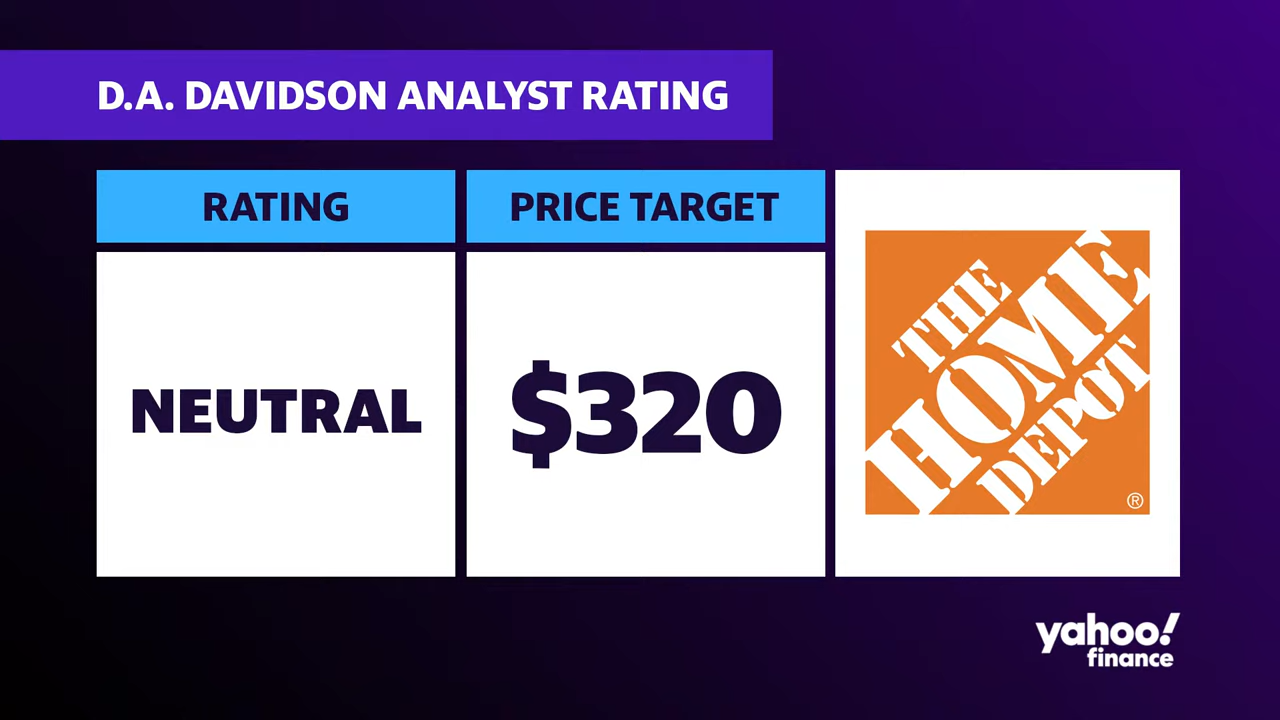 D.A. DAVIDSON ANALYST RATING
RATING
PRICE TARGET
NEUTRAL
$320
THE
HOME
DEPOT
®
yahoo!
finance